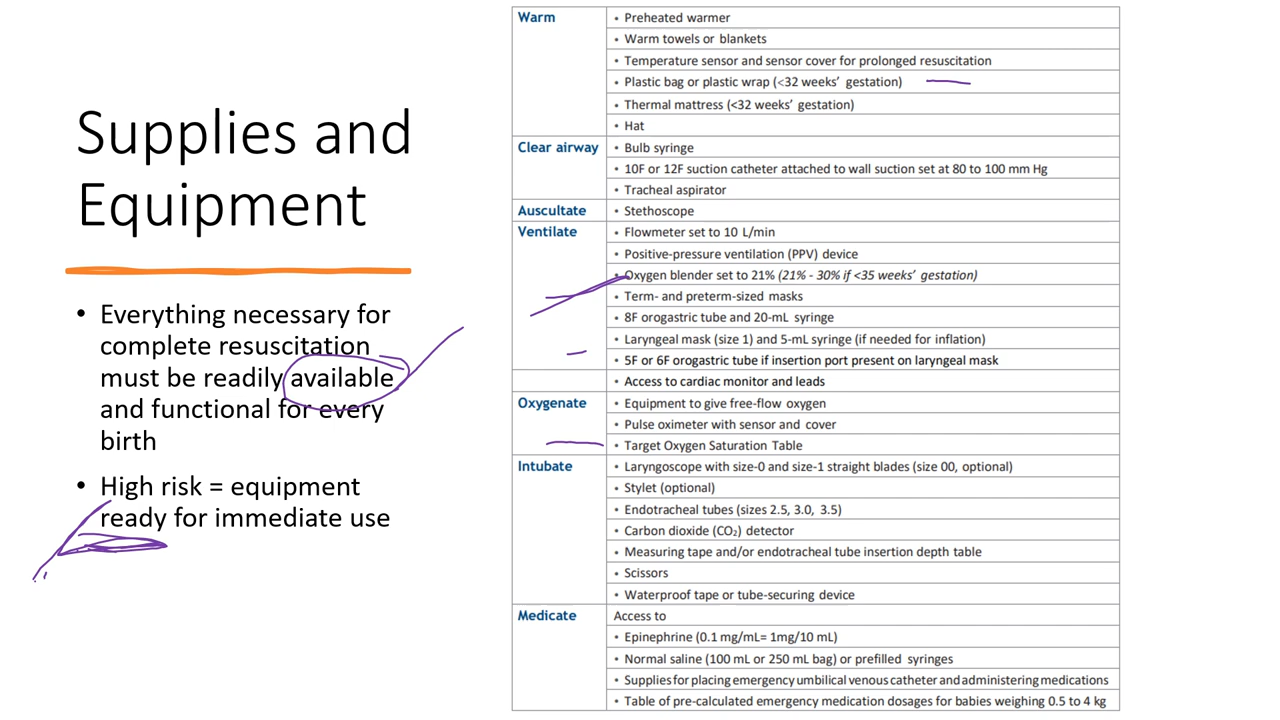 Supplies and
Equipment
• Everything necessary for
complete resuscitation
must be readily available
and functional for every
birth
• High risk = equipment
ready for immediate use
Warm
• Preheated warmer
• Warm towels or blankets
• Temperature sensor and sensor cover for prolonged resuscitation
• Plastic bag or plastic wrap (<32 weeks’ gestation)
• Thermal mattress (<32 weeks’ gestation)
• Hat
Clear airway
• Bulb syringe
• 10F or 12F suction catheter attached to wall suction set at 80 to 100 mm Hg
• Tracheal aspirator
Auscultate
• Stethoscope
Ventilate
• Flowmeter set to 10 L/min
• Positive-pressure ventilation (PPV) device
• Oxygen blender set to 21% (21% - 30% if <35 weeks’ gestation)
• Term- and preterm-sized masks
• 8F orogastric tube and 20-mL syringe
• Laryngeal mask (size 1) and 5-mL syringe (if needed for inflation)
• 5F or 6F orogastric tube if insertion port present on laryngeal mask
• Access to cardiac monitor and leads
Oxygenate
• Equipment to give free-flow oxygen
• Pulse oximeter with sensor and cover
• Target Oxygen Saturation Table
Intubate
• Laryngoscope with size-0 and size-1 straight blades (size 00, optional)
• Stylet (optional)
• Endotracheal tubes (sizes 2.5, 3.0, 3.5)
• Carbon dioxide (CO₂) detector
• Measuring tape and/or endotracheal tube insertion depth table
• Scissors
• Waterproof tape or tube-securing device
Medicate
Access to
• Epinephrine (0.1 mg/mL= 1mg/10 mL)
• Normal saline (100 mL or 250 mL bag) or prefilled syringes
• Supplies for placing emergency umbilical venous catheter and administering medications
• Table of pre-calculated emergency medication dosages for babies weighing 0.5 to 4 kg